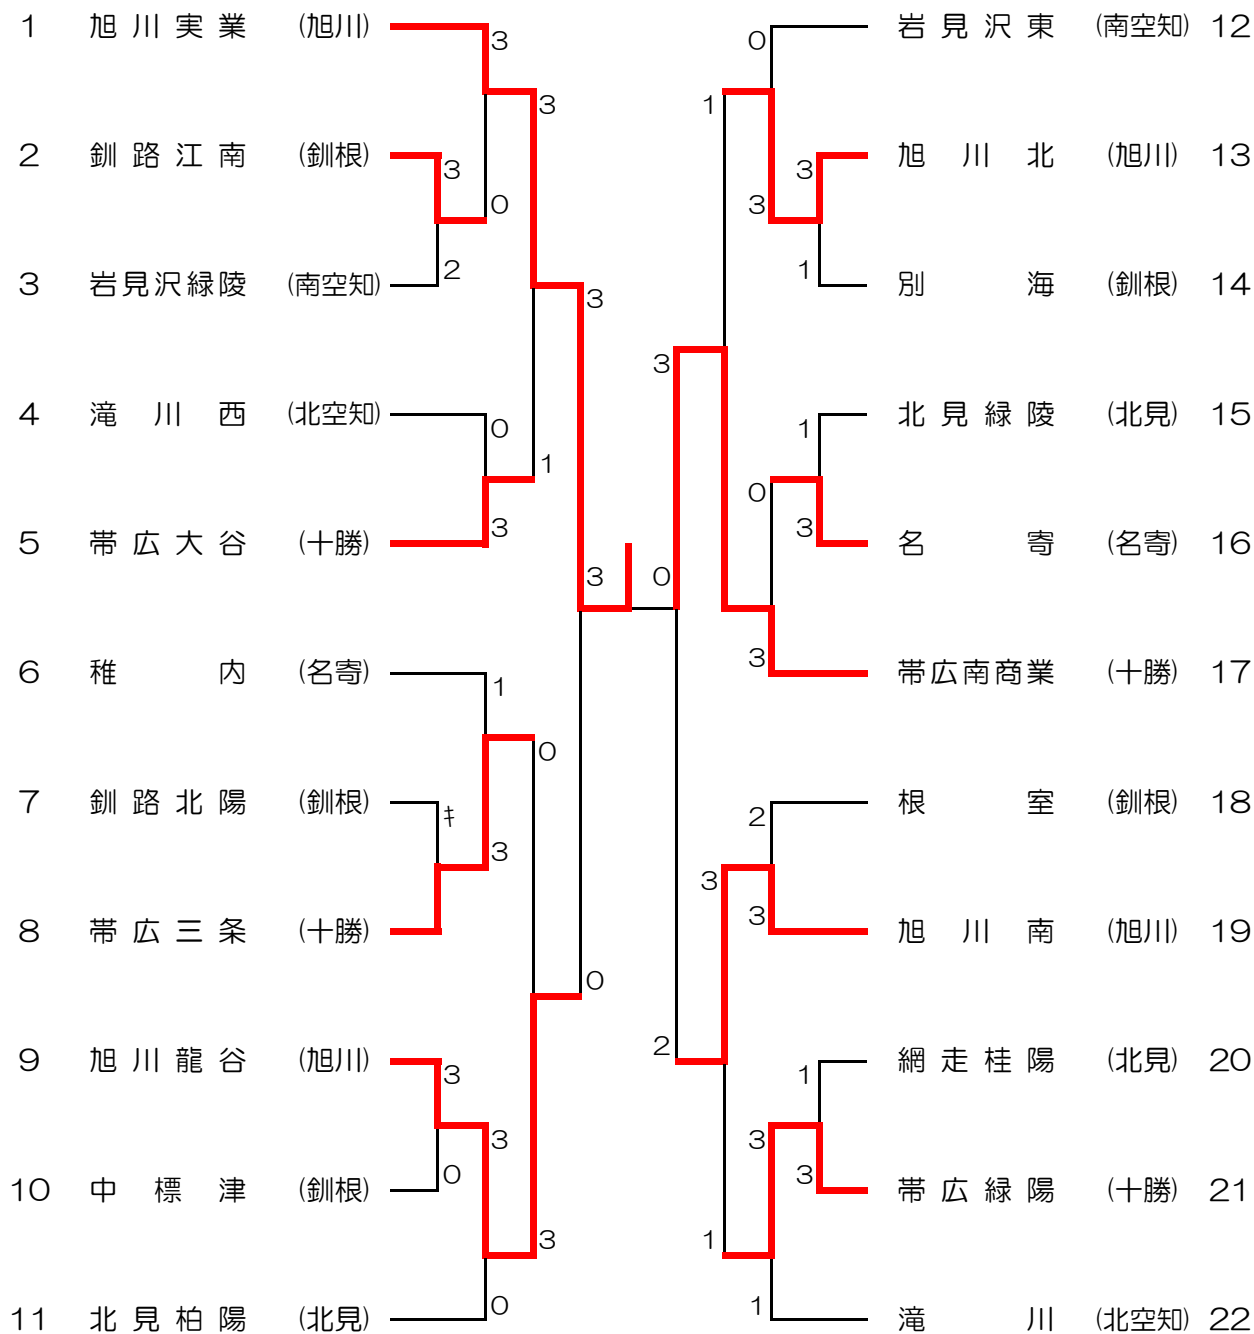 1 旭川実業 (旭川)
3
3
2 釧路江南 (釧根)
3
0
3 岩見沢緑陵 (南空知)
2
3
4 滝川西 (北空知)
0
1
5 帯広大谷 (十勝)
3
3
6 稚内 (名寄)
1
0
7 釧路北陽 (釧根)
キ
3
8 帯広三条 (十勝)
0
9 旭川龍谷 (旭川)
3
3
10 中標津 (釧根)
0
3
11 北見柏陽 (北見)
0
岩見沢東 (南空知) 12
0
1
旭川北 (旭川) 13
3
3
別海 (釧根) 14
1
3
北見緑陵 (北見) 15
1
0
名寄 (名寄) 16
3
0
帯広南商業 (十勝) 17
3
根室 (釧根) 18
2
3
旭川南 (旭川) 19
3
2
網走桂陽 (北見) 20
1
3
帯広緑陽 (十勝) 21
3
1
滝川 (北空知) 22
1